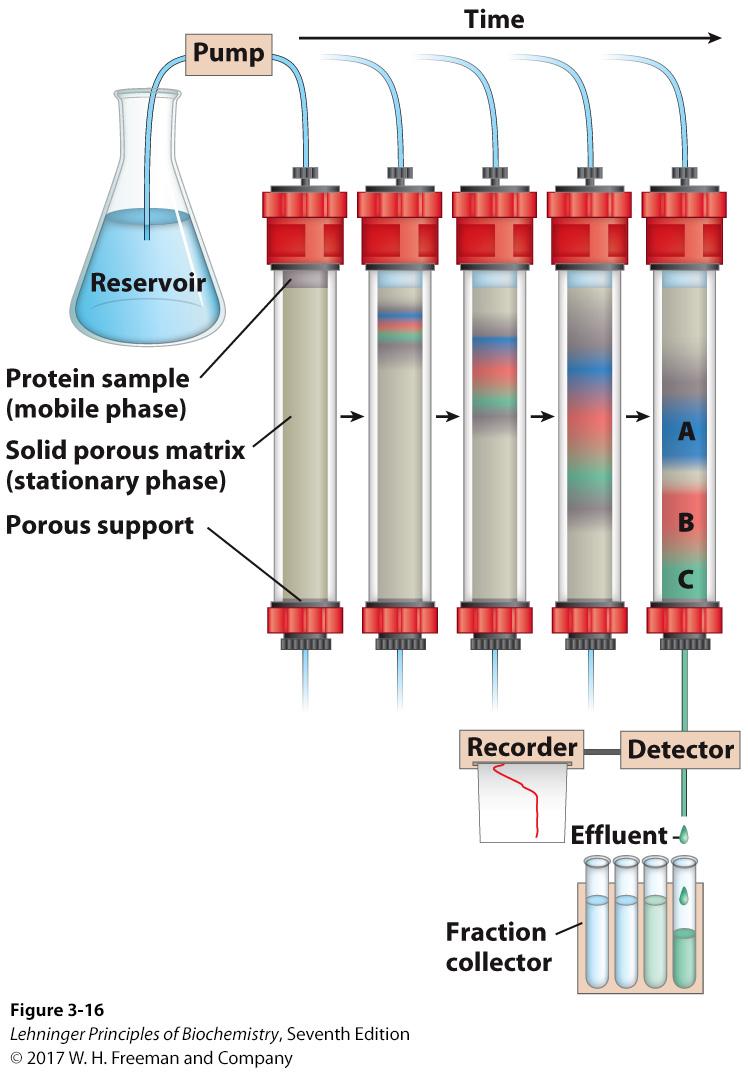 Time
Pump
Reservoir
Protein sample
(mobile phase)
Solid porous matrix
(stationary phase)
Porous support
A
B
C
Recorder
Detector
Effluent
Fraction
collector
Figure 3-16
Lehninger Principles of Biochemistry, Seventh Edition
© 2017 W. H. Freeman and Company